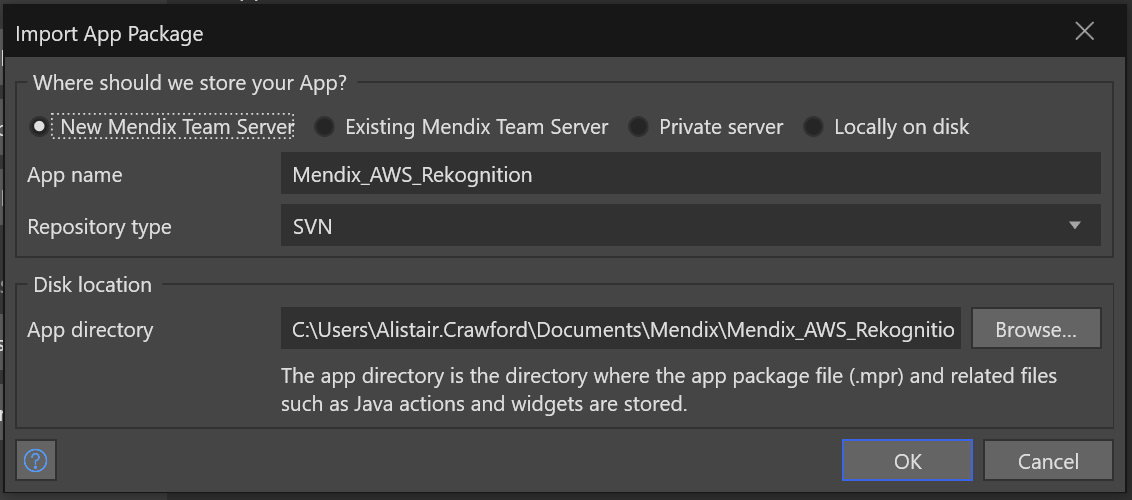 Import App Package
Where should we store your App?
New Mendix Team Server Existing Mendix Team Server Private server Locally on disk
App name Mendix_AWS_Rekognition
Repository type SVN
Disk location
App directory C:\Users\Alistair.Crawford\Documents\Mendix\Mendix_AWS_Rekognitio Browse...
The app directory is the directory where the app package file (.mpr) and related files
such as Java actions and widgets are stored.
? OK Cancel